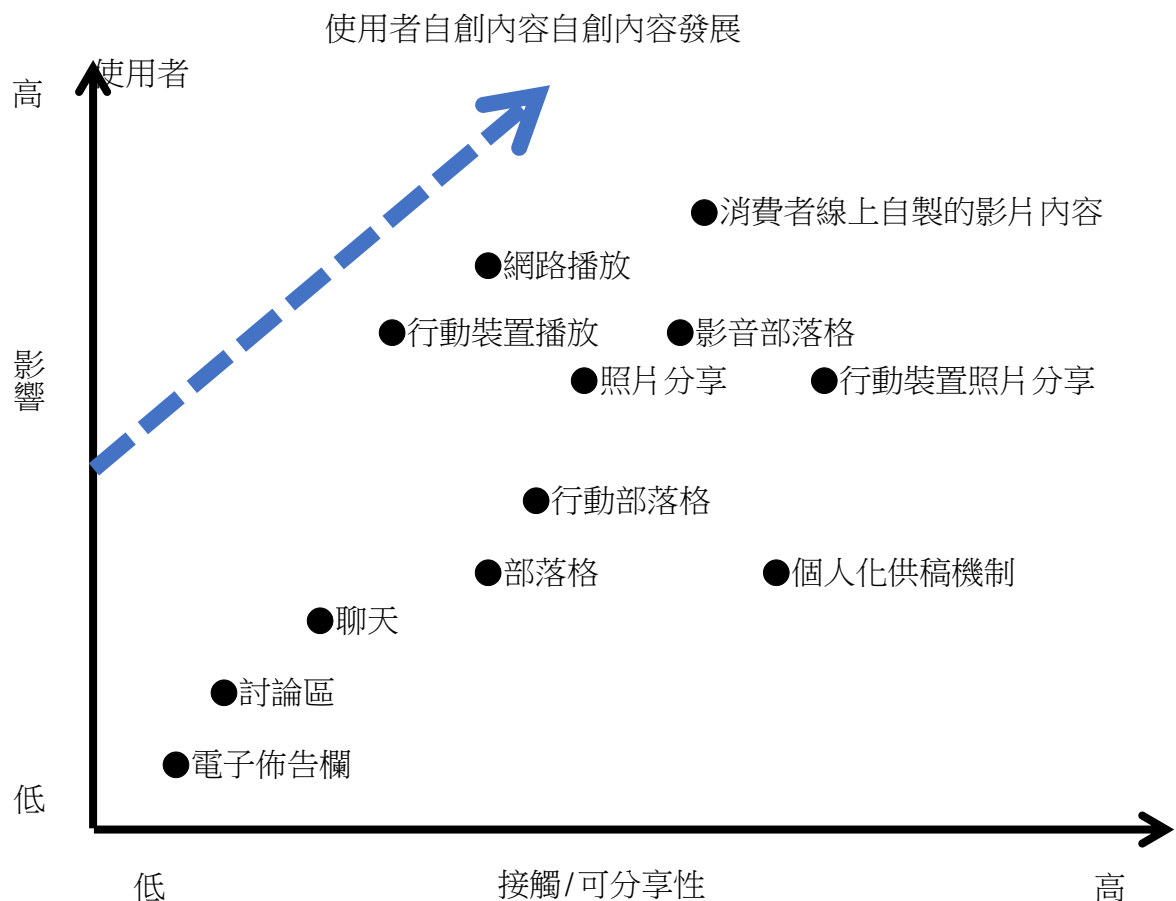 使用者自創內容自創內容發展
使用者
高
消費者線上自製的影片內容
網路播放
行動裝置播放
影音部落格
影響
照片分享
行動裝置照片分享
行動部落格
部落格
個人化供稿機制
聊天
討論區
電子佈告欄
低
低
接觸/可分享性
高